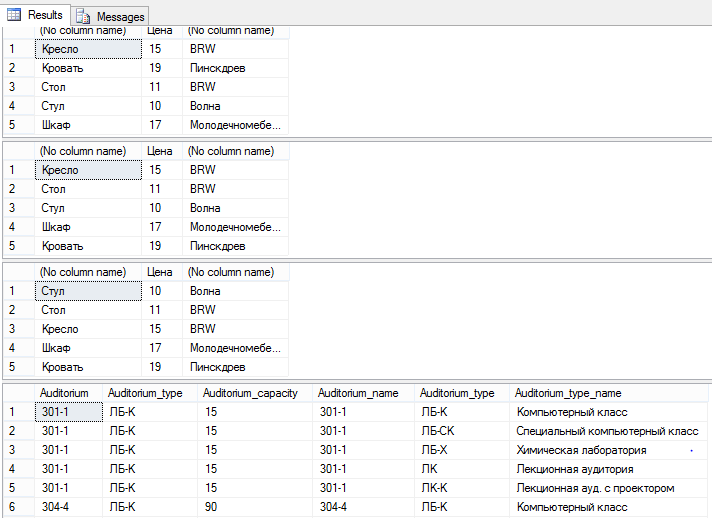 Results Messages
(No column name) Цена (No column name)
1 Кресло 15 BRW
2 Кровать 19 Пинскдрев
3 Стол 11 BRW
4 Стул 10 Волна
5 Шкаф 17 Молодечномебе...
(No column name) Цена (No column name)
1 Кресло 15 BRW
2 Стол 11 BRW
3 Стул 10 Волна
4 Шкаф 17 Молодечномебе...
5 Кровать 19 Пинскдрев
(No column name) Цена (No column name)
1 Стул 10 Волна
2 Стол 11 BRW
3 Кресло 15 BRW
4 Шкаф 17 Молодечномебе...
5 Кровать 19 Пинскдрев
Auditorium Auditorium_type Auditorium_capacity Auditorium_name Auditorium_type Auditorium_type_name
1 301-1 ЛБ-К 15 301-1 ЛБ-К Компьютерный класс
2 301-1 ЛБ-К 15 301-1 ЛБ-СК Специальный компьютерный класс
3 301-1 ЛБ-К 15 301-1 ЛБ-Х Химическая лаборатория
4 301-1 ЛБ-К 15 301-1 ЛК Лекционная аудитория
5 301-1 ЛБ-К 15 301-1 ЛК-К Лекционная ауд. с проектором
6 304-4 ЛБ-К 90 304-4 ЛБ-К Компьютерный класс